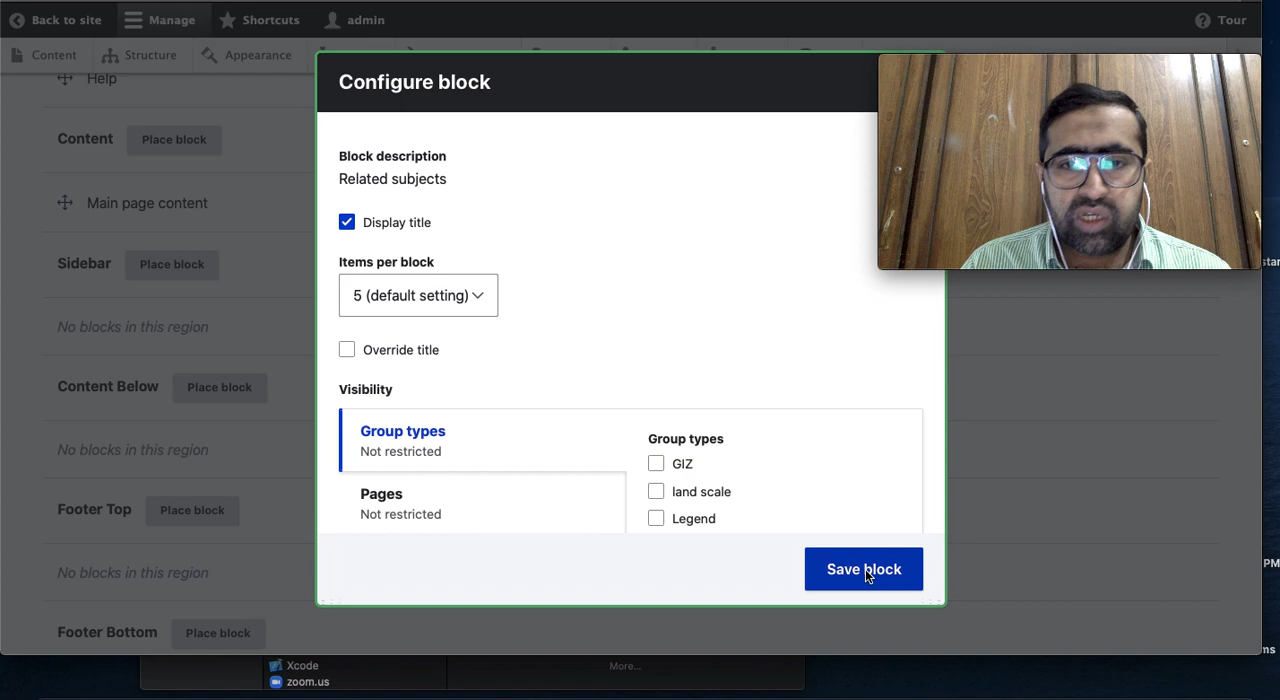 Back to site
Manage
Shortcuts
admin
Tour
Content
Structure
Appearance
Help
Content
Place block
Main page content
Sidebar
Place block
No blocks in this region
Content Below
Place block
No blocks in this region
Footer Top
Place block
No blocks in this region
Footer Bottom
Place block
Configure block
Block description
Related subjects
Display title
Items per block
5 (default setting)
Override title
Visibility
Group types
Not restricted
Pages
Not restricted
Group types
GIZ
land scale
Legend
Save block
Xcode
zoom.us
More...
PM